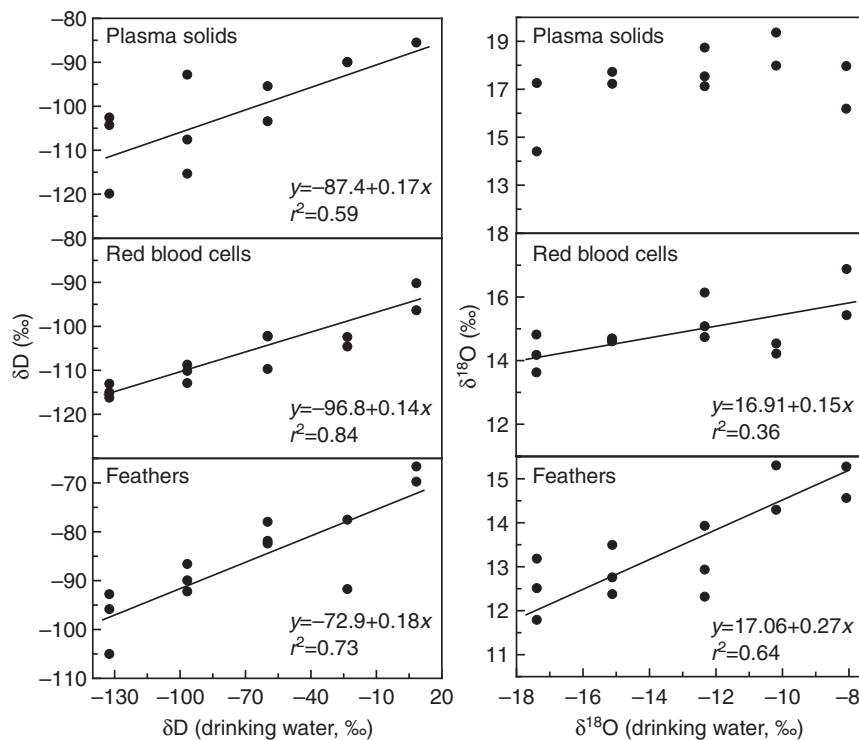 Plasma solids
y=–87.4+0.17x
r²=0.59
–80
–90
–100
–110
–120
–80
Red blood cells
y=–96.8+0.14x
r²=0.84
–90
–100
–110
–120
Feathers
y=–72.9+0.18x
r²=0.73
–70
–80
–90
–100
–110
–130
–100
–70
–40
–10
20
δD (‰)
δD (drinking water, ‰)
Plasma solids
19
17
15
13
18
Red blood cells
y=16.91+0.15x
r²=0.36
16
14
12
11
Feathers
y=17.06+0.27x
r²=0.64
15
14
13
12
11
–18
–16
–14
–12
–10
–8
δ¹⁸O (‰)
δ¹⁸O (drinking water, ‰)